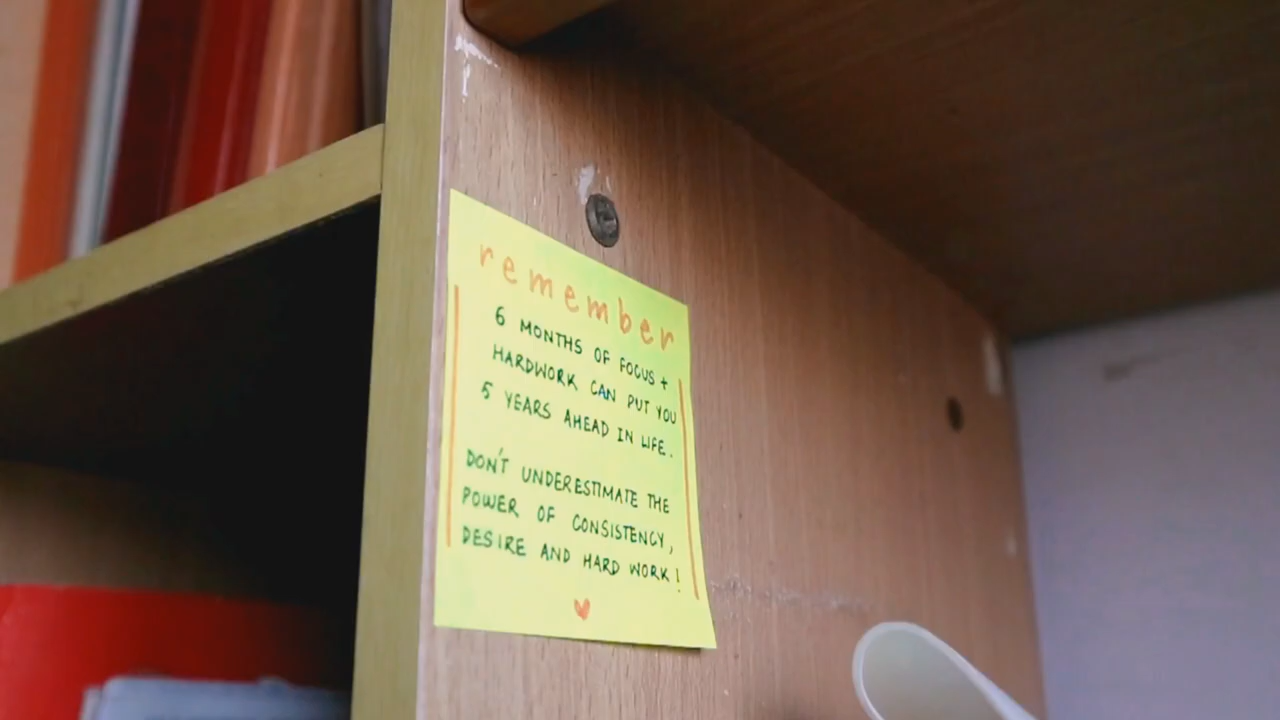 remember
6 MONTHS OF FOCUS +
HARDWORK CAN PUT YOU
5 YEARS AHEAD IN LIFE.
DON'T UNDERESTIMATE THE
POWER OF CONSISTENCY,
DESIRE AND HARD WORK!